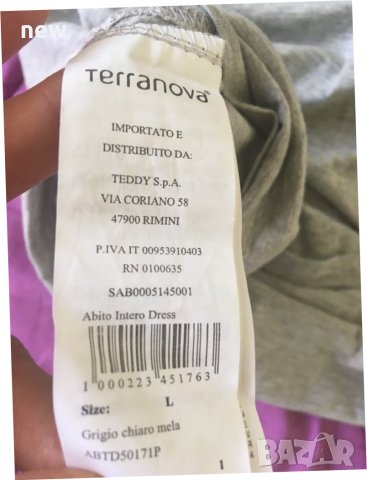 new
Terranova
IMPORTATO E
DISTRIBUITO DA:
TEDDY S.p.A.
VIA CORIANO 58
47900 RIMINI
P.IVA IT 00953910403
RN 0100635
SAB0005145001
Abito Intero Dress
1 000223 451763
Size: L
Grigio chiaro mela
ABTD50171P
1
БАZАР